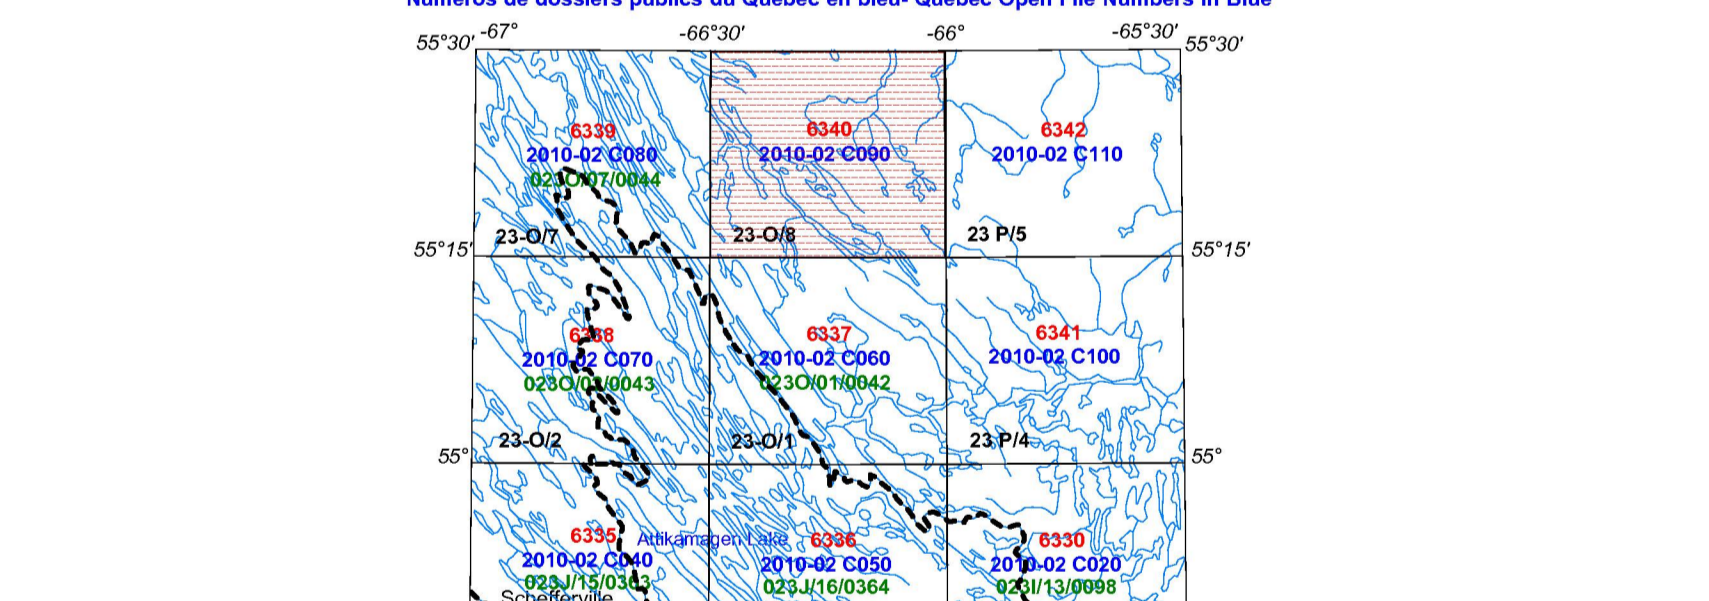 Numéros de dossiers publics du Québec en bleu- Québec Open File Numbers in Blue
-67° -66°30' -66° -65°30'
55°30' 55°30'
6339 6340 6342
2010-02 C080 2010-02 C090 2010-02 C110
023O/07/0044
23-O/7 23-O/8 23 P/5
55°15' 55°15'
6338 6337 6341
2010-02 C070 2010-02 C060 2010-02 C100
023O/02/0043 023O/01/0042
23-O/2 23-O/1 23 P/4
55° 55°
6335 Attikamagen Lake 6336 6330
2010-02 C040 2010-02 C050 2010-02 C020
023J/15/0363 023J/16/0364 023I/13/0098
Schefferville